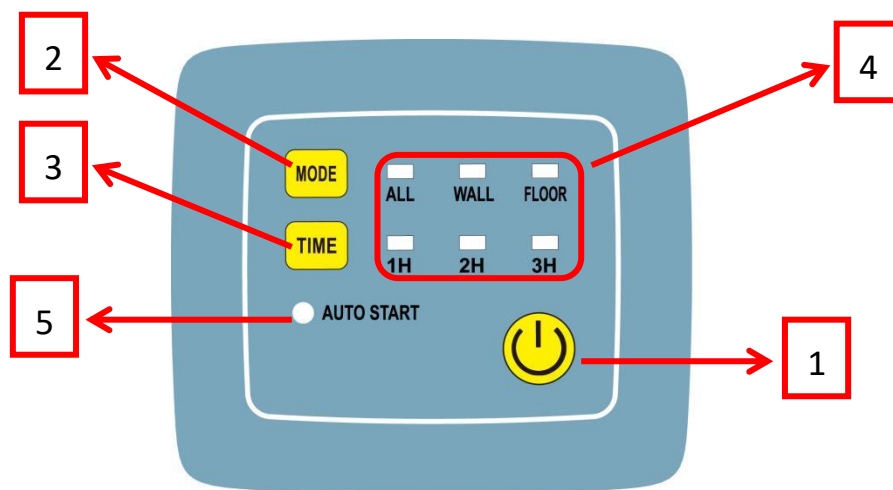 2
4
3
MODE
ALL WALL FLOOR
TIME
1H 2H 3H
5
AUTO START
1